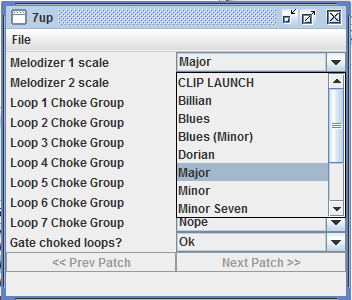 7up
File
Melodizer 1 scale Major
Melodizer 2 scale CLIP LAUNCH
Loop 1 Choke Group Billian
Loop 2 Choke Group Blues
Loop 3 Choke Group Blues (Minor)
Loop 4 Choke Group Dorian
Loop 5 Choke Group Major
Loop 6 Choke Group Minor
Minor Seven
Loop 7 Choke Group Nope
Gate choked loops? Ok
<< Prev Patch Next Patch >>